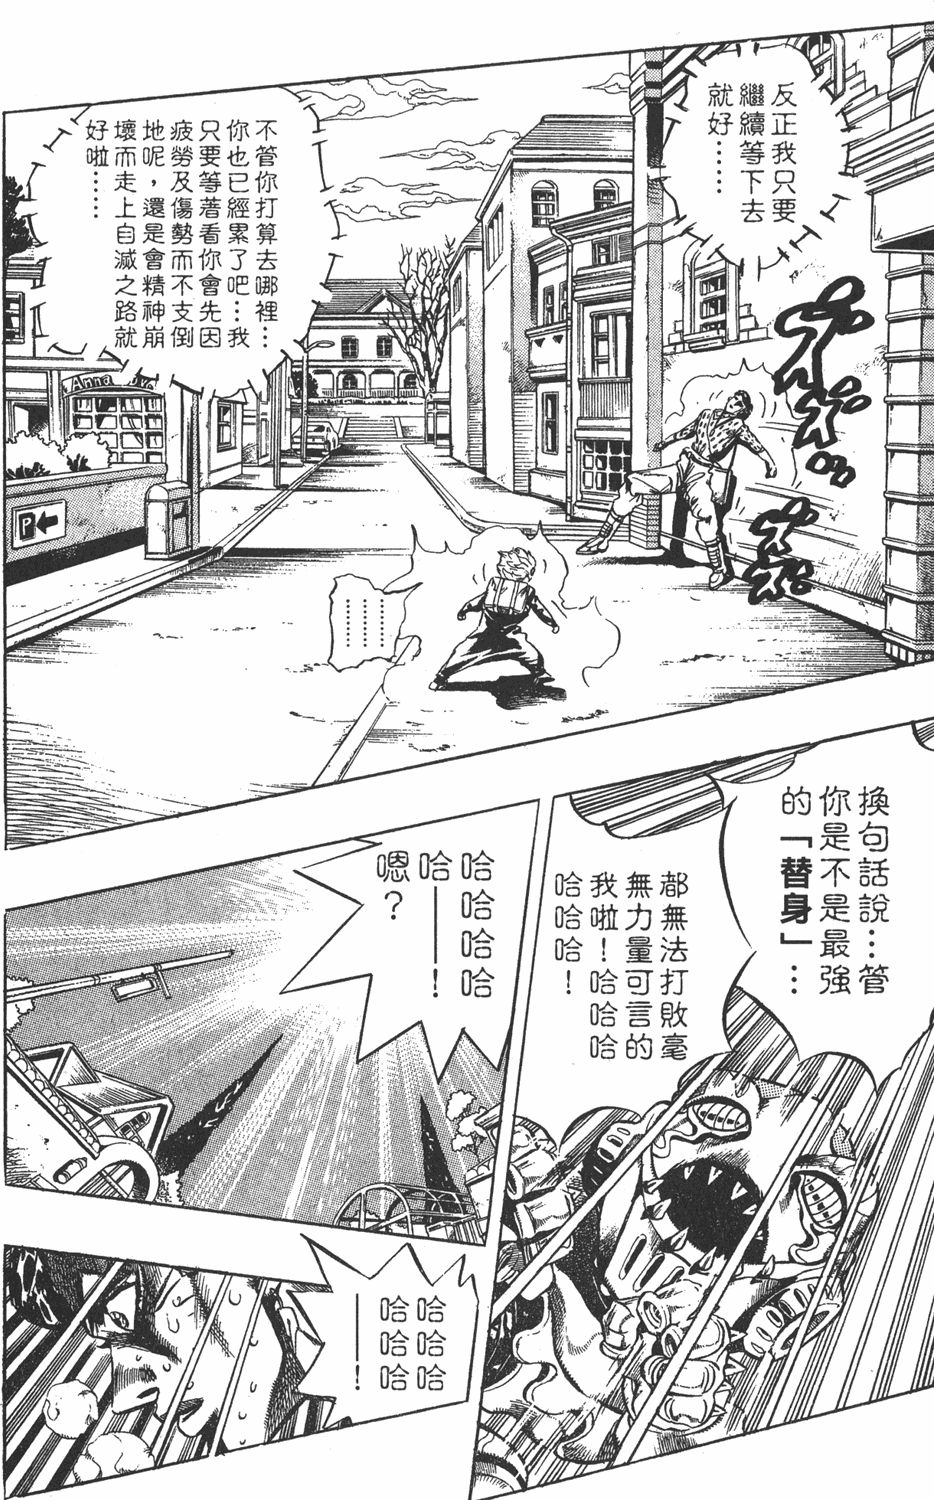 反正我只要
繼續等下去
就好……
不管你打算去哪裡…
你也已經累了吧…我
只要等著看你會先因
疲勞及傷勢而不支倒
地呢，還是會精神崩
壞而走上自滅之路就
好啦……
Anna
P←
…………
…………
換句話說…管
你是不是最強
的「替身」…
都無法打敗毫
無力量可言的
我啦！哈哈哈
哈哈哈！
哈哈哈哈
哈——！
嗯？
哈哈哈
哈哈哈
——！